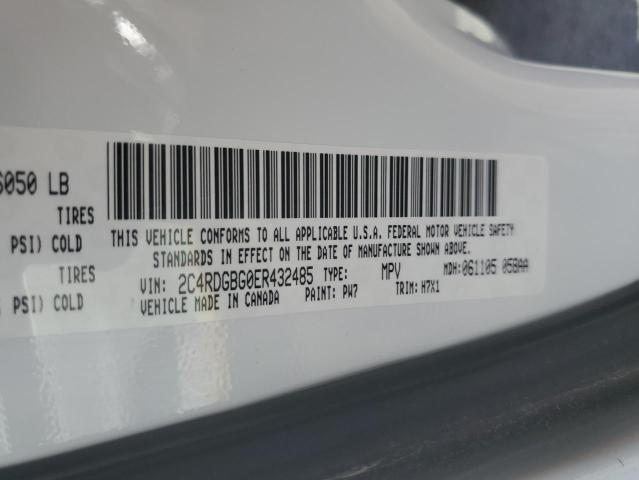 6050 LB
TIRES
PSI) COLD
TIRES
PSI) COLD
THIS VEHICLE CONFORMS TO ALL APPLICABLE U.S.A. FEDERAL MOTOR VEHICLE SAFETY
STANDARDS IN EFFECT ON THE DATE OF MANUFACTURE SHOWN ABOVE.
VIN: 2C4RDGBG0ER432485 TYPE: MPV MDH: 061105 05BAA
VEHICLE MADE IN CANADA PAINT: PW7 TRIM: H7X1